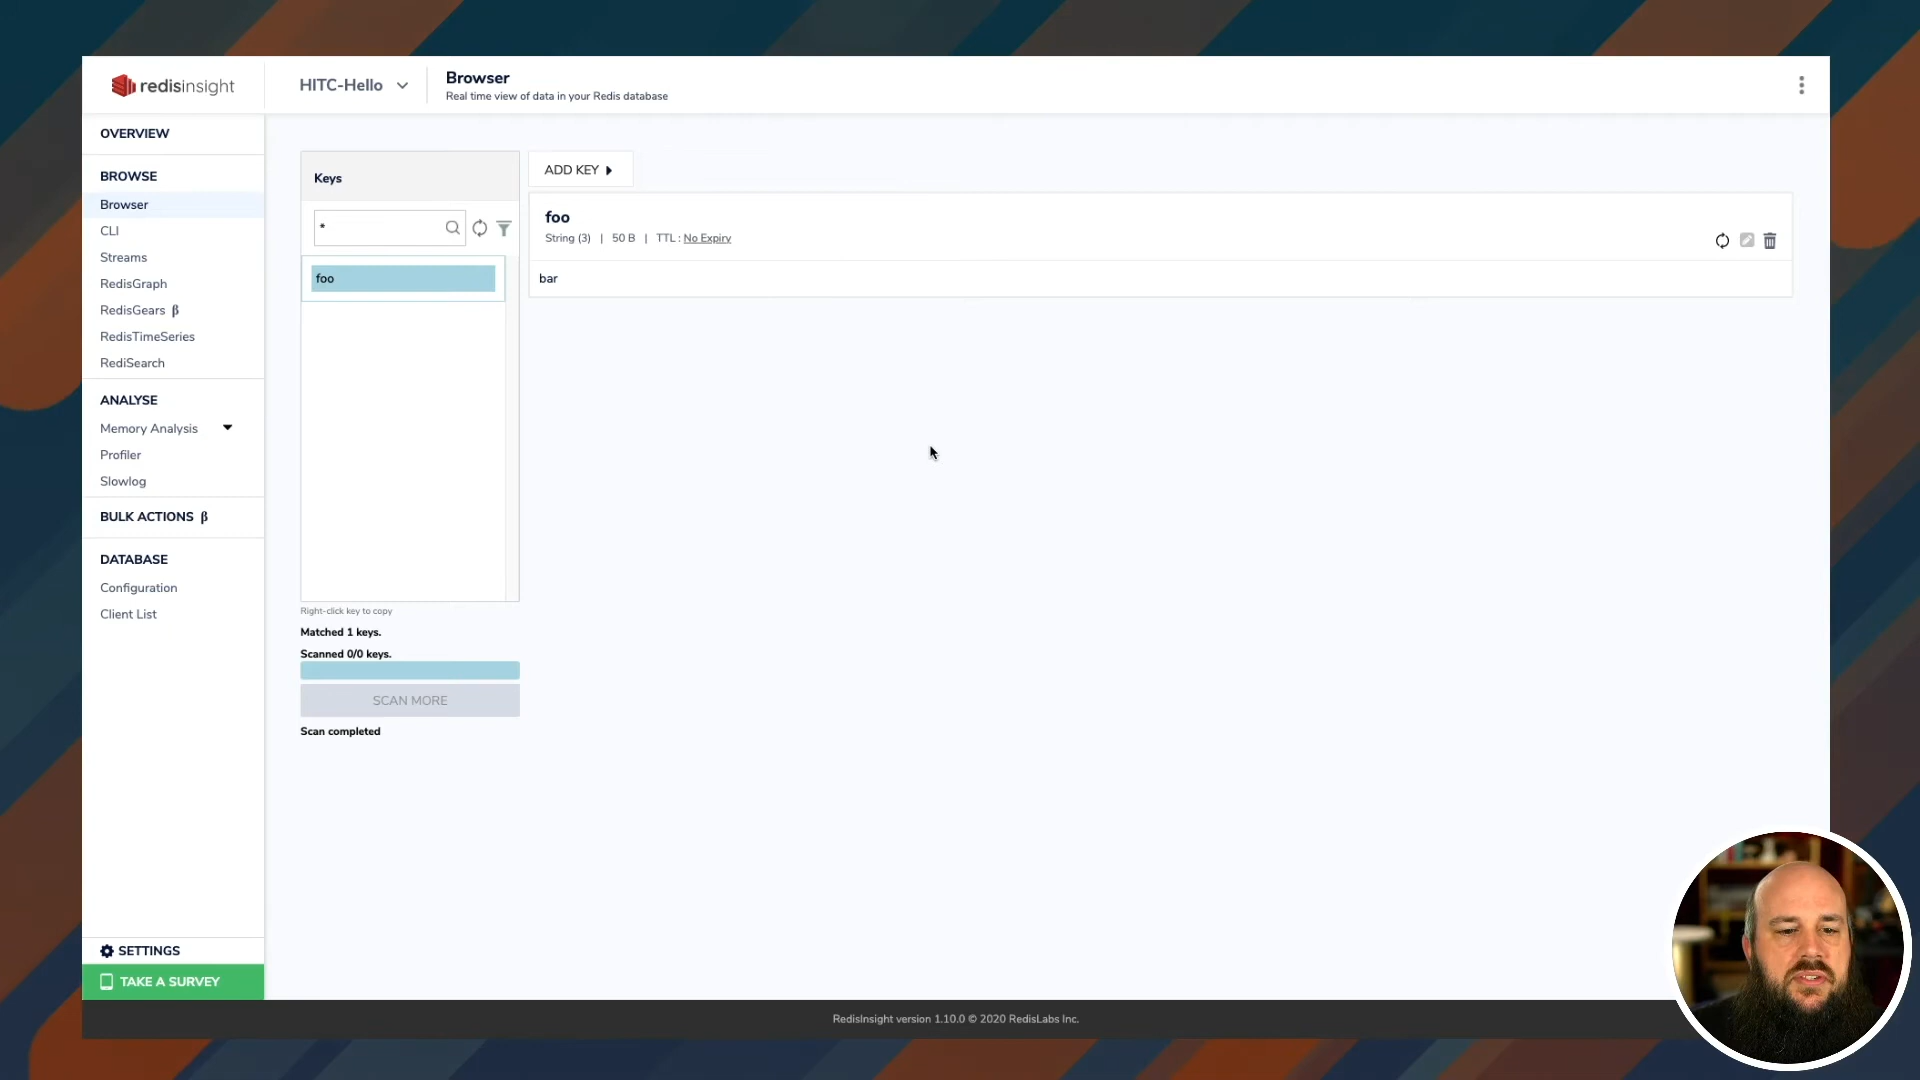 redisinsight
HITC-Hello
Browser
Real time view of data in your Redis database
OVERVIEW
BROWSE
Browser
CLI
Streams
RedisGraph
RedisGears β
RedisTimeSeries
RediSearch
ANALYSE
Memory Analysis
Profiler
Slowlog
BULK ACTIONS β
DATABASE
Configuration
Client List
SETTINGS
TAKE A SURVEY
Keys
*
foo
Right-click key to copy
Matched 1 keys.
Scanned 0/0 keys.
SCAN MORE
Scan completed
ADD KEY
foo
String (3) | 50 B | TTL : No Expiry
bar
RedisInsight version 1.10.0 © 2020 RedisLabs Inc.